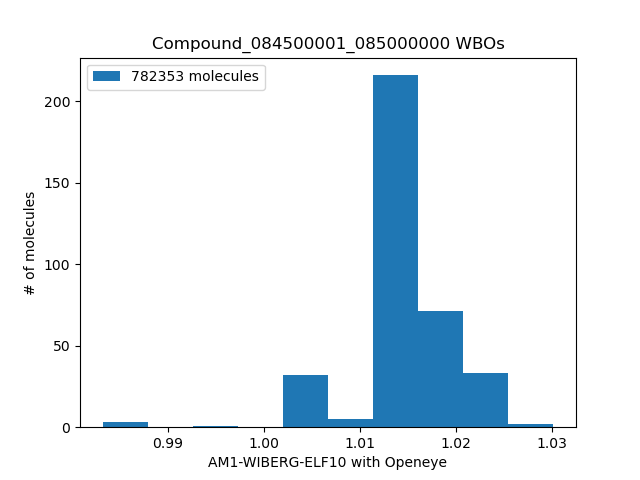 Compound_084500001_085000000 WBOs
782353 molecules
200
150
100
50
0
# of molecules
0.99 1.00 1.01 1.02 1.03
AM1-WIBERG-ELF10 with Openeye